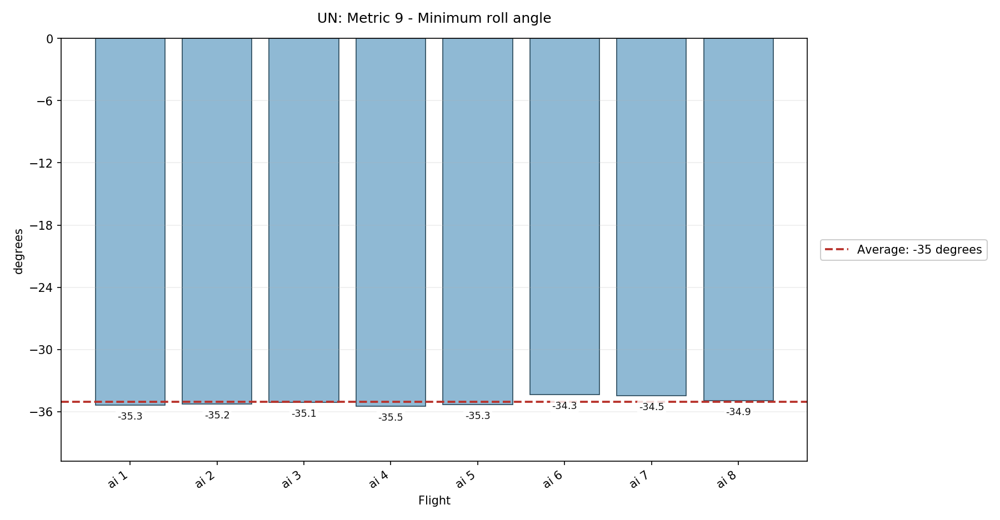 UN: Metric 9 - Minimum roll angle
0
−6
−12
−18
−24
−30
−36
degrees
-35.3
-35.2
-35.1
-35.5
-35.3
-34.3
-34.5
-34.9
ai 1
ai 2
ai 3
ai 4
ai 5
ai 6
ai 7
ai 8
Flight
Average: -35 degrees